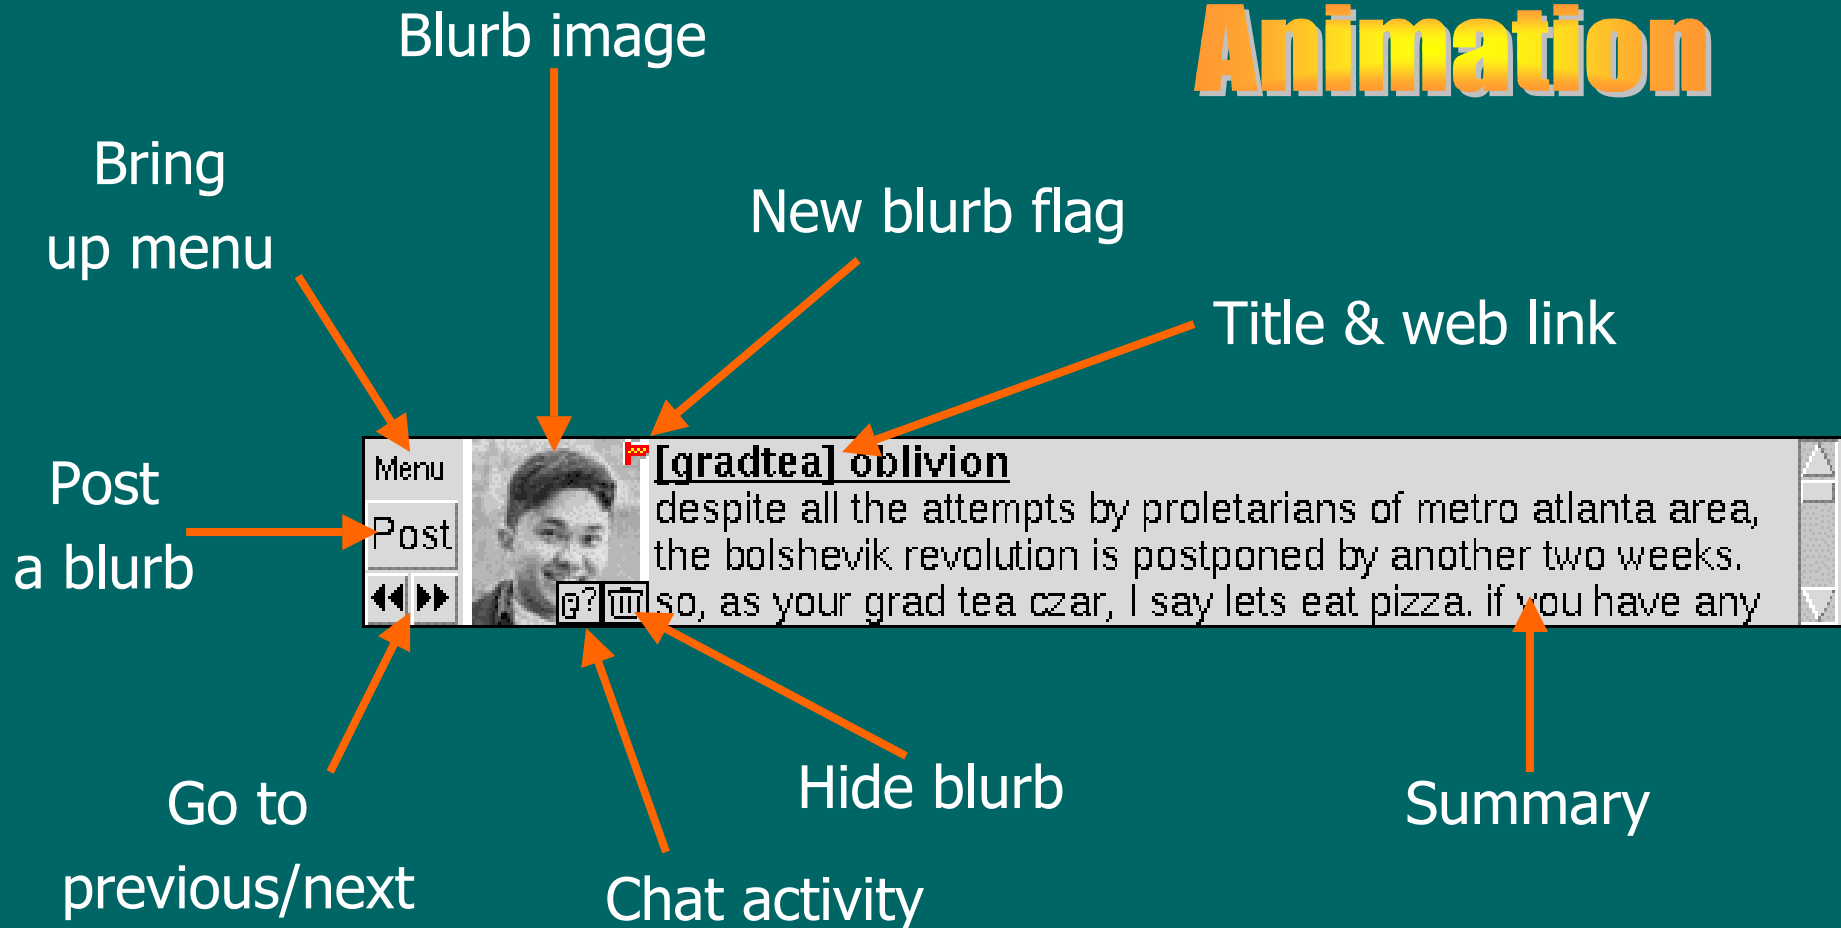 Animation
Blurb image
Bring
up menu
New blurb flag
Title & web link
Post
a blurb
Menu
Post
[gradtea] oblivion
despite all the attempts by proletarians of metro atlanta area,
the bolshevik revolution is postponed by another two weeks.
so, as your grad tea czar, I say lets eat pizza. if you have any
Go to
previous/next
Chat activity
Hide blurb
Summary